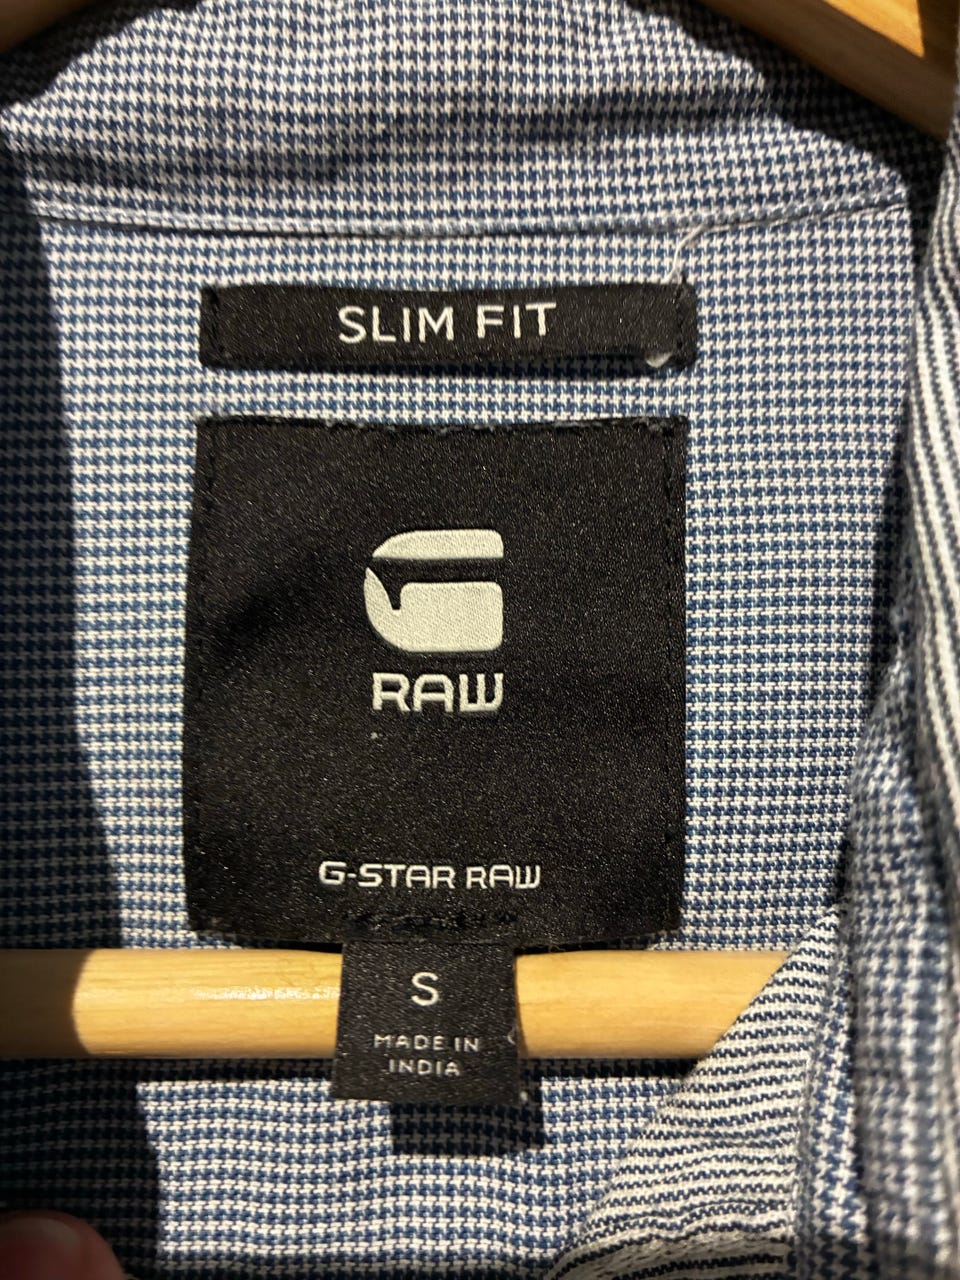 SLIM FIT
G
RAW
G-STAR RAW
S
MADE IN
INDIA